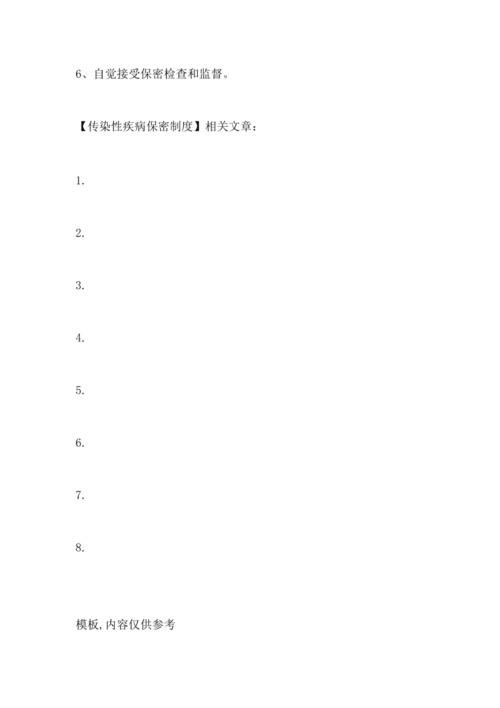 6、自觉接受保密检查和监督。
【传染性疾病保密制度】相关文章:
1.
2.
3.
4.
5.
6.
7.
8.
模板,内容仅供参考